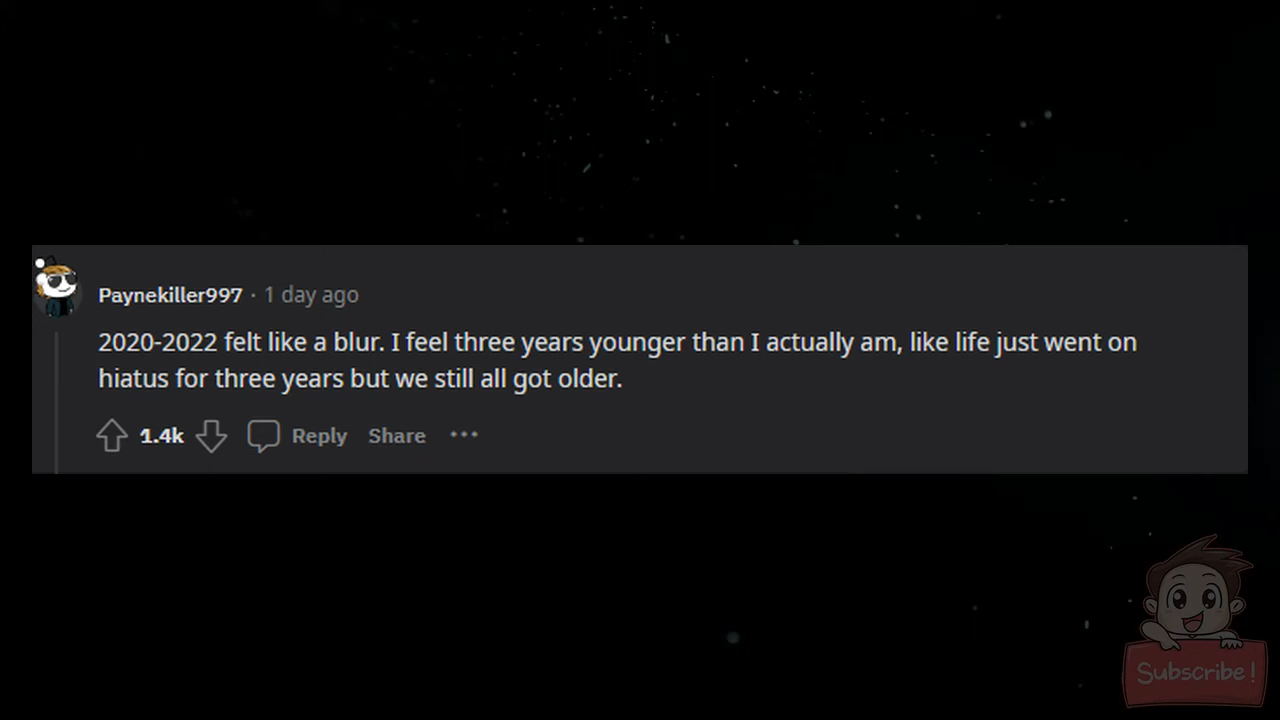 Paynekiller997 · 1 day ago
2020-2022 felt like a blur. I feel three years younger than I actually am, like life just went on
hiatus for three years but we still all got older.
1.4k Reply Share •••
Subscribe!